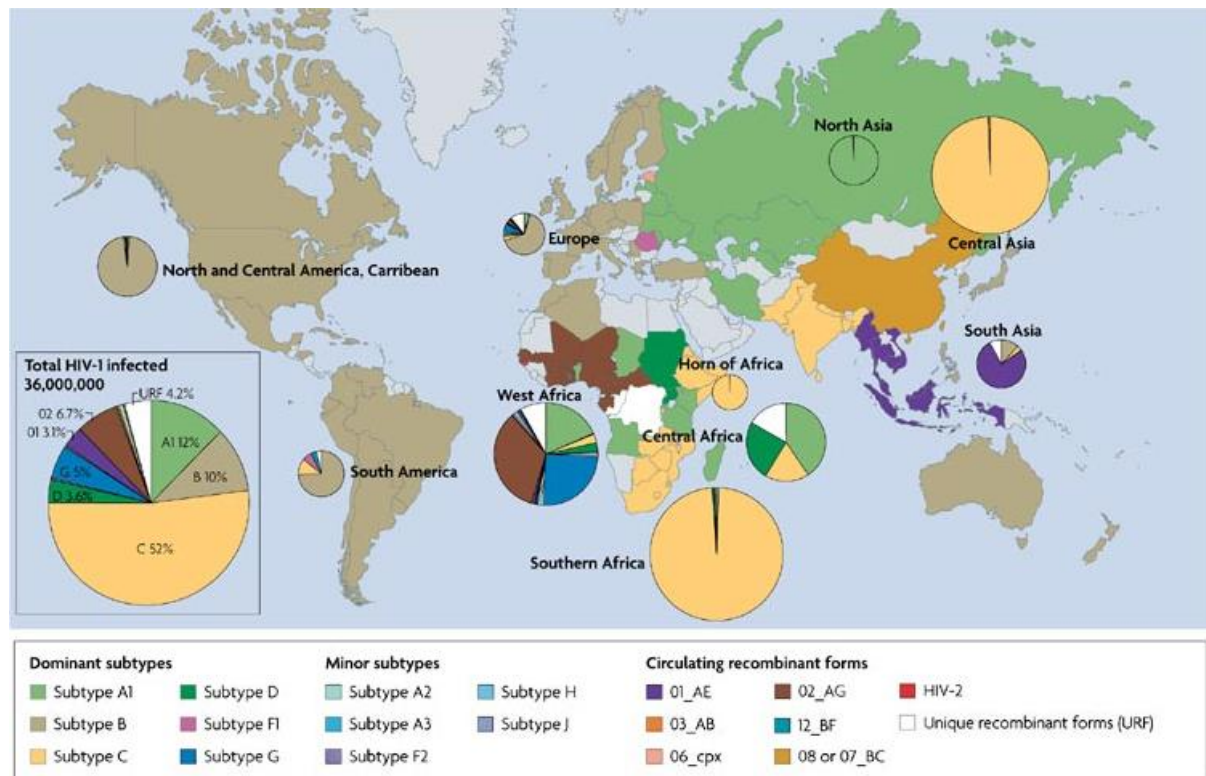 North Asia
Central Asia
Europe
North and Central America, Carribean
South Asia
Horn of Africa
West Africa
Central Africa
South America
Southern Africa
Total HIV-1 infected
36,000,000
URF 4.2%
02 6.7%
01 3.1%
A1 12%
G 5%
B 10%
D 3.6%
C 52%
Dominant subtypes
Subtype A1
Subtype B
Subtype C
Subtype D
Subtype F1
Subtype G
Minor subtypes
Subtype A2
Subtype A3
Subtype F2
Subtype H
Subtype J
Circulating recombinant forms
01_AE
03_AB
06_cpx
02_AG
12_BF
08 or 07_BC
HIV-2
Unique recombinant forms (URF)